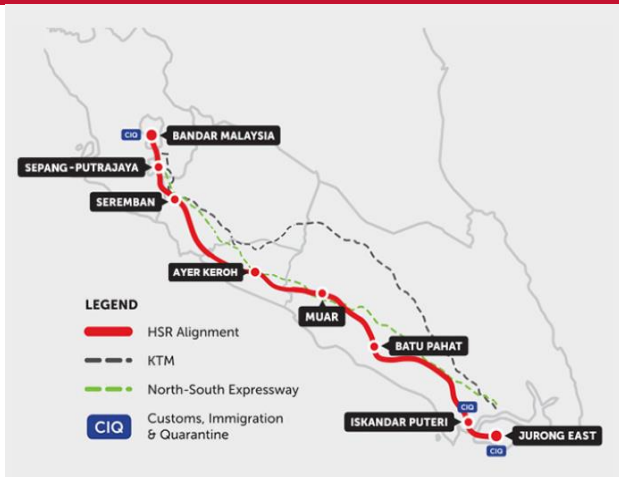 CIQ
BANDAR MALAYSIA
SEPANG-PUTRAJAYA
SEREMBAN
AYER KEROH
MUAR
BATU PAHAT
CIQ
ISKANDAR PUTERI
JURONG EAST
CIQ
LEGEND
HSR Alignment
KTM
North-South Expressway
CIQ
Customs, Immigration
& Quarantine